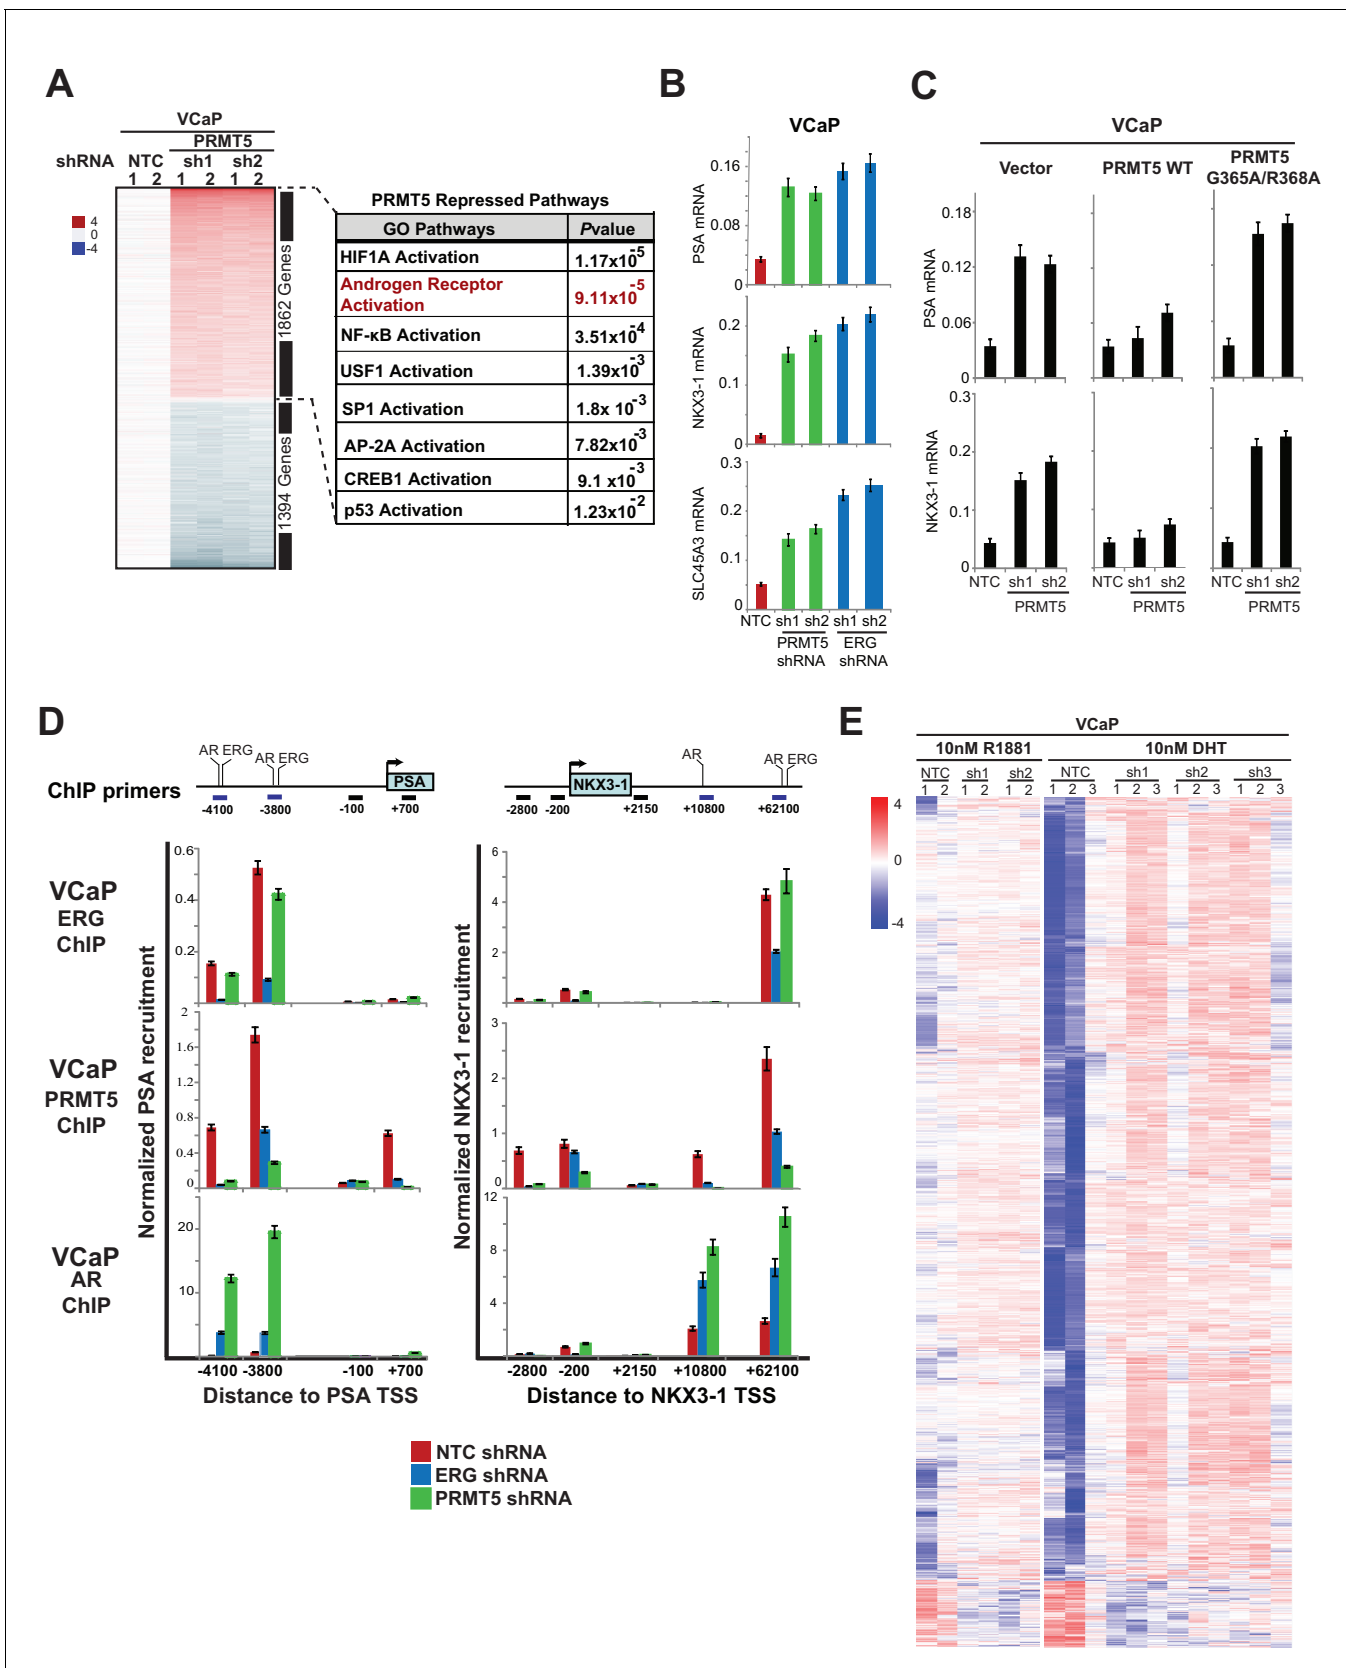 A
VCaP
PRMT5
shRNA NTC sh1 sh2
1 2 1 2 1 2
4
0
-4
1862 Genes
1394 Genes
PRMT5 Repressed Pathways
GO Pathways Pvalue
HIF1A Activation 1.17x10-5
Androgen Receptor Activation 9.11x10-5
NF-κB Activation 3.51x10-4
USF1 Activation 1.39x10-3
SP1 Activation 1.8x 10-3
AP-2A Activation 7.82x10-3
CREB1 Activation 9.1 x10-3
p53 Activation 1.23x10-2
B
VCaP
PSA mRNA
0.16
0.08
0
NKX3-1 mRNA
0.2
0.1
0
SLC45A3 mRNA
0.3
0.2
0.1
0
NTC sh1 sh2 sh1 sh2
PRMT5 shRNA
ERG shRNA
C
VCaP
Vector
PRMT5 WT
PRMT5 G365A/R368A
PSA mRNA
0.18
0.12
0.06
0
NKX3-1 mRNA
0.3
0.2
0.1
0
NTC sh1 sh2
PRMT5
NTC sh1 sh2
PRMT5
NTC sh1 sh2
PRMT5
D
ChIP primers
AR ERG
AR ERG
PSA
-4100 -3800 -100 +700
NKX3-1
AR
AR ERG
-2800 -200 +2150 +10800 +62100
VCaP
ERG
ChIP
VCaP
PRMT5
ChIP
VCaP
AR
ChIP
Normalized PSA recruitment
0.6
0.4
0.2
2
1.6
1.2
0.8
0.4
0
20
10
-4100 -3800 -100 +700
Distance to PSA TSS
Normalized NKX3-1 recruitment
6
4
2
0
3
2
1
0
12
8
4
-2800 -200 +2150 +10800 +62100
Distance to NKX3-1 TSS
NTC shRNA
ERG shRNA
PRMT5 shRNA
E
VCaP
10nM R1881
10nM DHT
NTC sh1 sh2
NTC sh1 sh2 sh3
1 2 1 2 1 2
1 2 3 1 2 3 1 2 3 1 2 3
4
0
-4